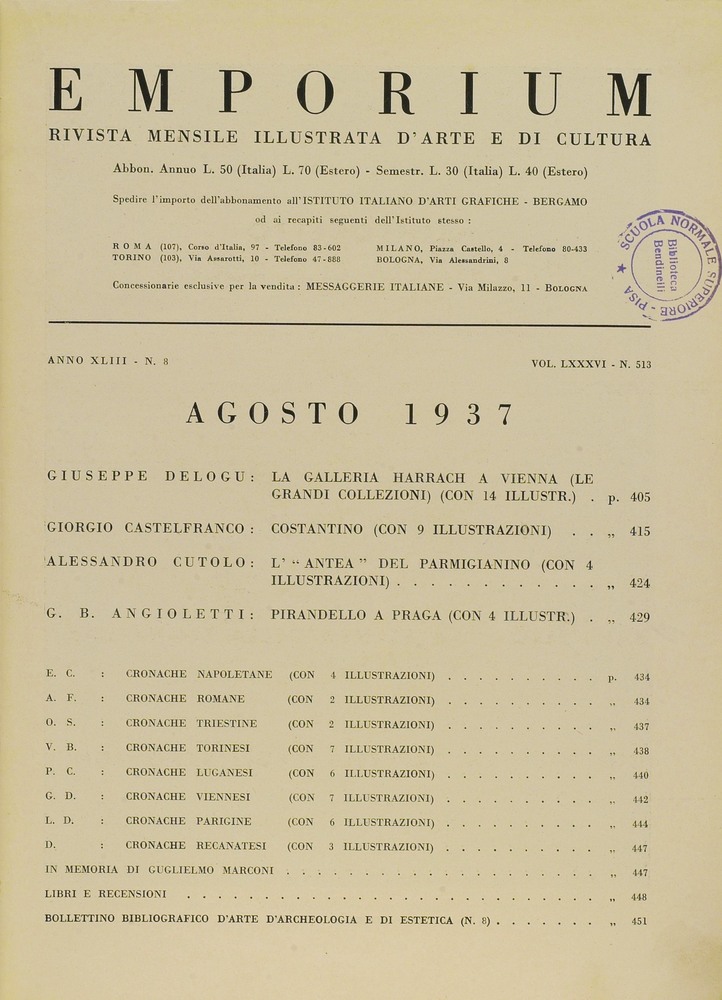 EMPORIUM
RIVISTA MENSILE ILLUSTRATA D'ARTE E DI CULTURA
Abbon. Annuo L. 50 (Italia) L. 70 (Estero) - Semestr. L. 30 (Italia) L. 40 (Estero)
Spedire l'importo dell'abbonamento all'ISTITUTO ITALIANO D'ARTI GRAFICHE - BERGAMO
od ai recapiti seguenti dell'Istituto stesso :
ROMA (107), Corso d'Italia, 97 - Telefono 83-602 MILANO, Piazza Castello, 4 - Telefono 80-433
TORINO (103), Via Assarotti, 10 - Telefono 47-888 BOLOGNA, Via Alessandrini, 8
Concessionarie esclusive per la vendita : MESSAGGERIE ITALIANE - Via Milazzo, 11 - BOLOGNA
SCUOLA NORMALE SUPERIORE - PISA
Biblioteca
Bendinelli
ANNO XLIII - N. 8 VOL. LXXXVI - N. 513
AGOSTO 1937
GIUSEPPE DELOGU: LA GALLERIA HARRACH A VIENNA (LE
GRANDI COLLEZIONI) (CON 14 ILLUSTR.) . p. 405
GIORGIO CASTELFRANCO: COSTANTINO (CON 9 ILLUSTRAZIONI) . . „ 415
ALESSANDRO CUTOLO: L' “ANTEA” DEL PARMIGIANINO (CON 4
ILLUSTRAZIONI) . . . . . . . . . . . . „ 424
G. B. ANGIOLETTI: PIRANDELLO A PRAGA (CON 4 ILLUSTR.) . „ 429
E. C. : CRONACHE NAPOLETANE (CON 4 ILLUSTRAZIONI) . . . . . . . . . . p. 434
A. F. : CRONACHE ROMANE (CON 2 ILLUSTRAZIONI) . . . . . . . . . . „ 434
O. S. : CRONACHE TRIESTINE (CON 2 ILLUSTRAZIONI) . . . . . . . . . . „ 437
V. B. : CRONACHE TORINESI (CON 7 ILLUSTRAZIONI) . . . . . . . . . . „ 438
P. C. : CRONACHE LUGANESI (CON 6 ILLUSTRAZIONI) . . . . . . . . . . „ 440
G. D. : CRONACHE VIENNESI (CON 7 ILLUSTRAZIONI) . . . . . . . . . . „ 442
L. D. : CRONACHE PARIGINE (CON 6 ILLUSTRAZIONI) . . . . . . . . . . „ 444
D. : CRONACHE RECANATESI (CON 3 ILLUSTRAZIONI) . . . . . . . . . . „ 447
IN MEMORIA DI GUGLIELMO MARCONI . . . . . . . . . . . . . . . . . . „ 447
LIBRI E RECENSIONI . . . . . . . . . . . . . . . . . . . . . . . „ 448
BOLLETTINO BIBLIOGRAFICO D'ARTE D'ARCHEOLOGIA E DI ESTETICA (N. 8) . . . . . . . „ 451